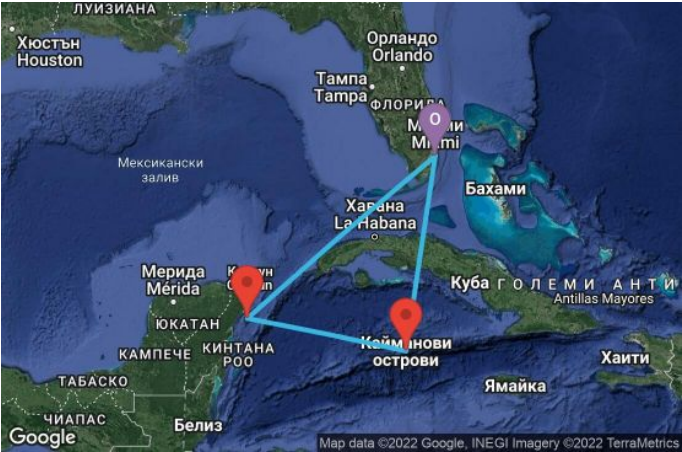 ЛУИЗИАНА
Хюстън
Houston
Орландо
Orlando
Тампа
Tampa
ФЛОРИДА
Miami
Мексикански
залив
Бахами
Хавана
La Habana
Мерида
Mérida
Куба
ГОЛЕМИ АНТИ
Antillas Mayores
ЮКАТАН
КАМПЕЧЕ
КИНТАНА
РОО
Кайманови
острови
Хаити
ТАБАСКО
Ямайка
ЧИАПАС
Белиз
Google
Map data ©2022 Google, INEGI Imagery ©2022 TerraMetrics
O